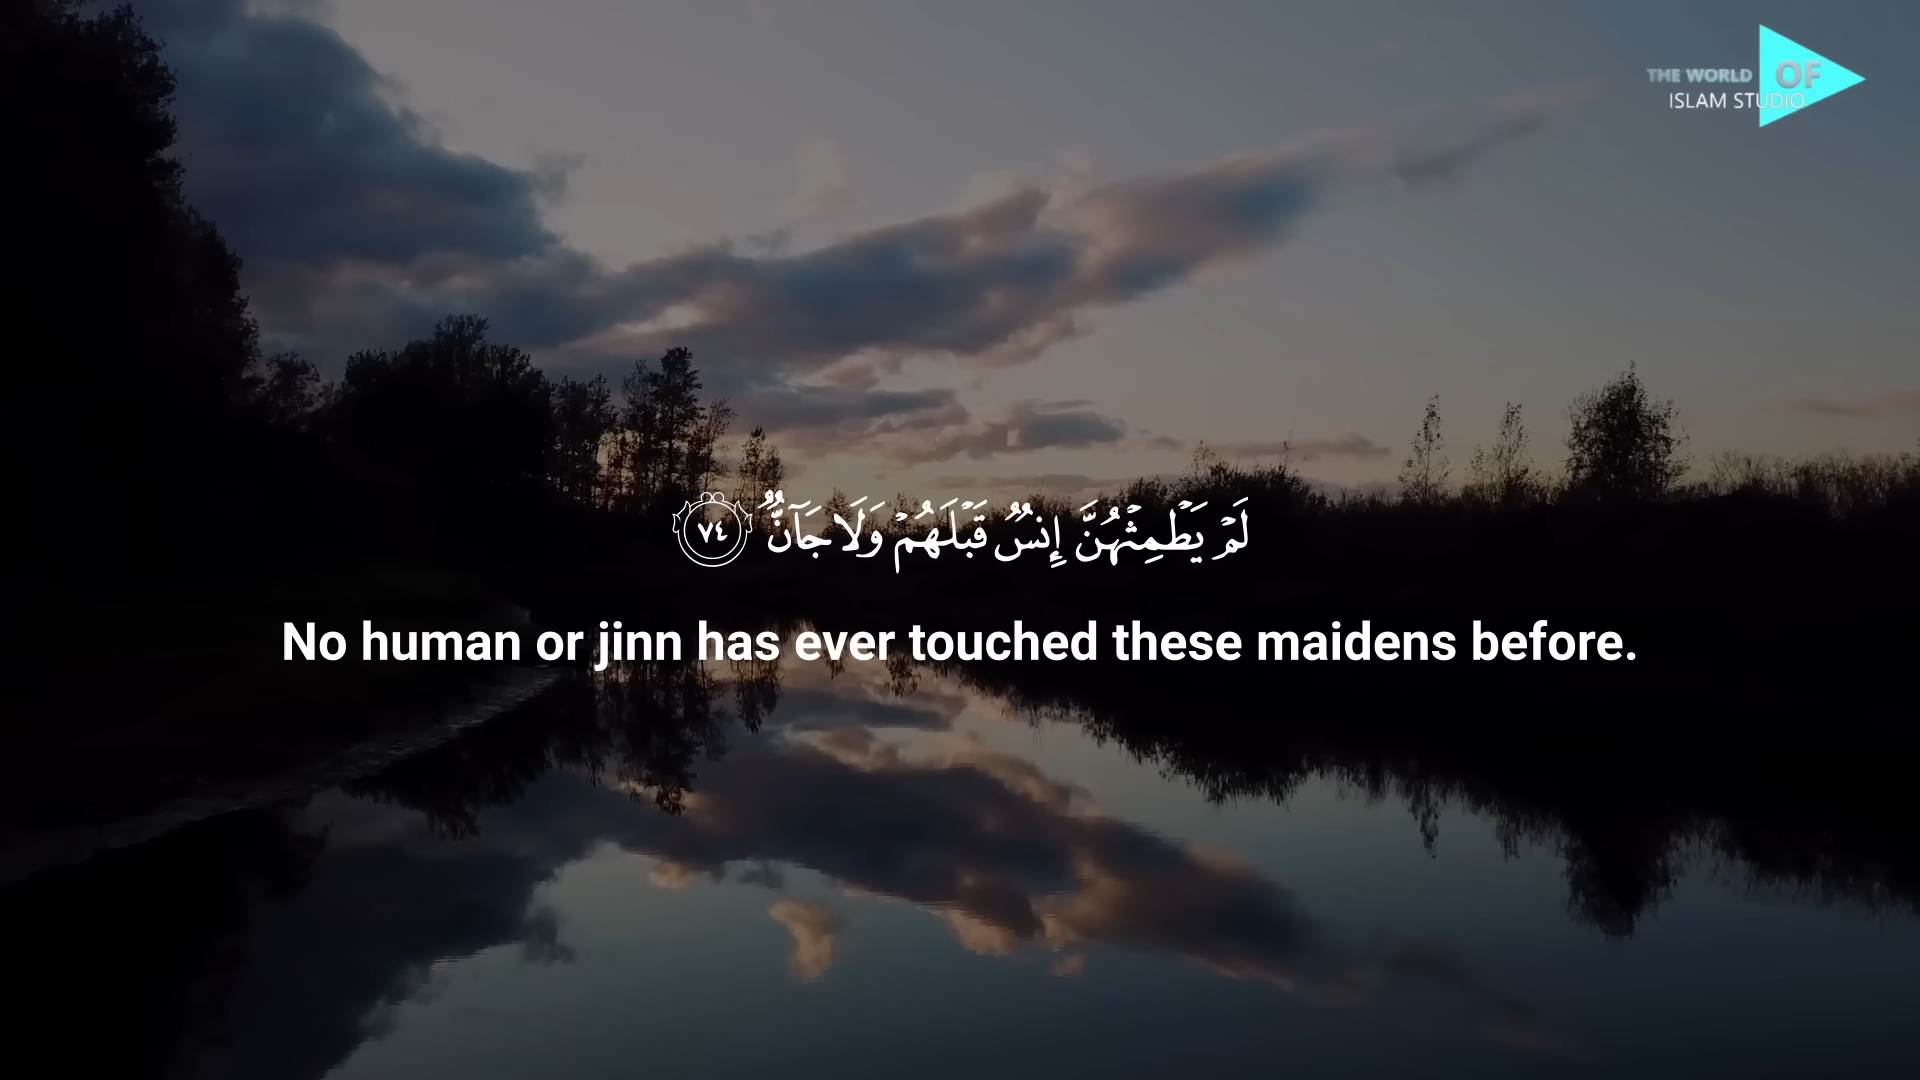 THE WORLD OF
ISLAM STUDIO
لَمْ يَطْمِثْهُنَّ إِنسٌ قَبْلَهُمْ وَلَا جَآنٌّ ٧٤
No human or jinn has ever touched these maidens before.